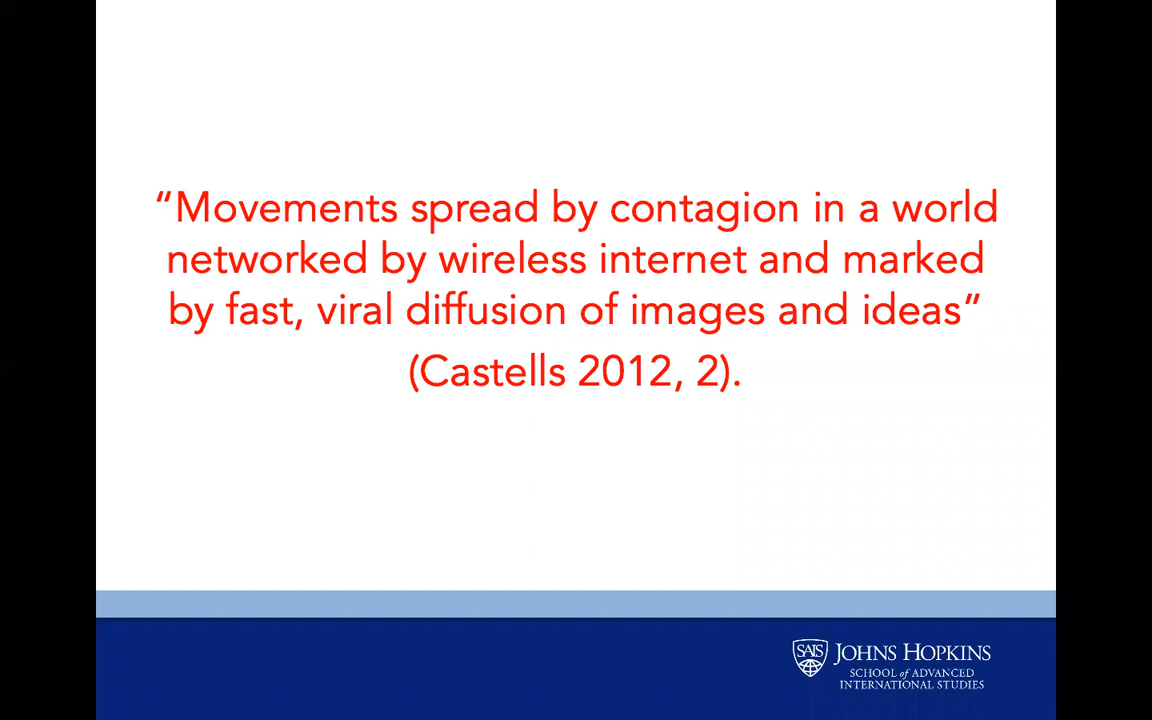 “Movements spread by contagion in a world
networked by wireless internet and marked
by fast, viral diffusion of images and ideas”
(Castells 2012, 2).
SAIS
JOHNS HOPKINS
SCHOOL of ADVANCED
INTERNATIONAL STUDIES